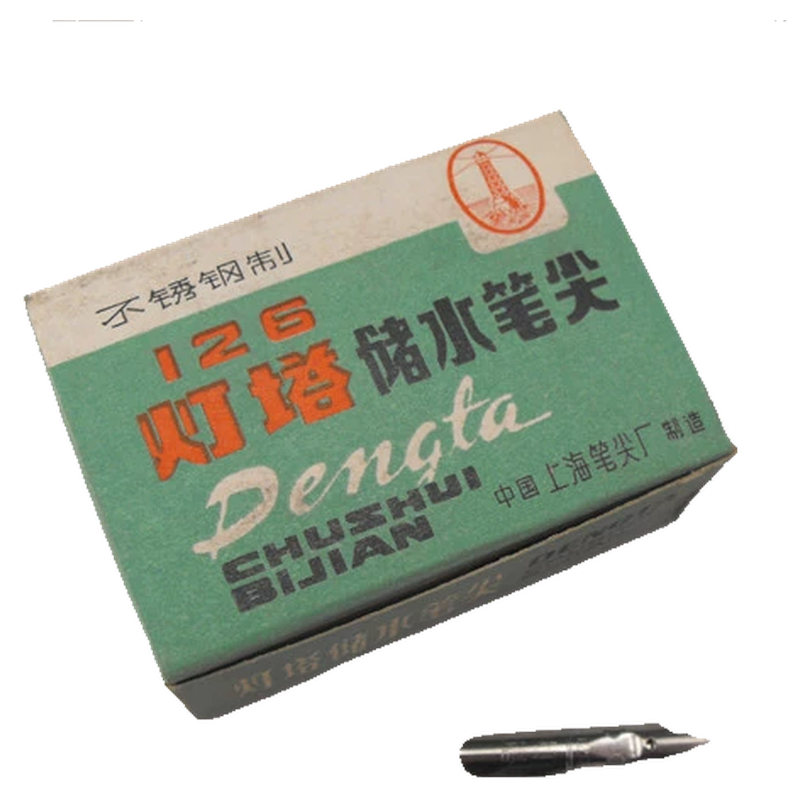 不锈钢制
126
灯塔 储水笔尖
Dengta
CHUSHUI
BIJIAN
中国上海笔尖厂制造
灯塔储水笔尖
DENGTA